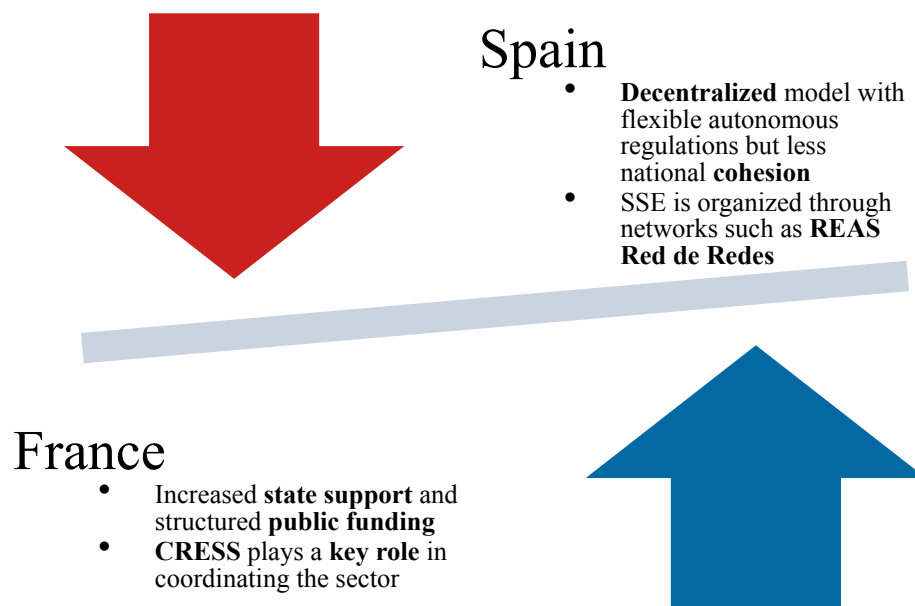 Spain
• Decentralized model with
flexible autonomous
regulations but less
national cohesion
• SSE is organized through
networks such as REAS
Red de Redes
France
• Increased state support and
structured public funding
• CRESS plays a key role in
coordinating the sector